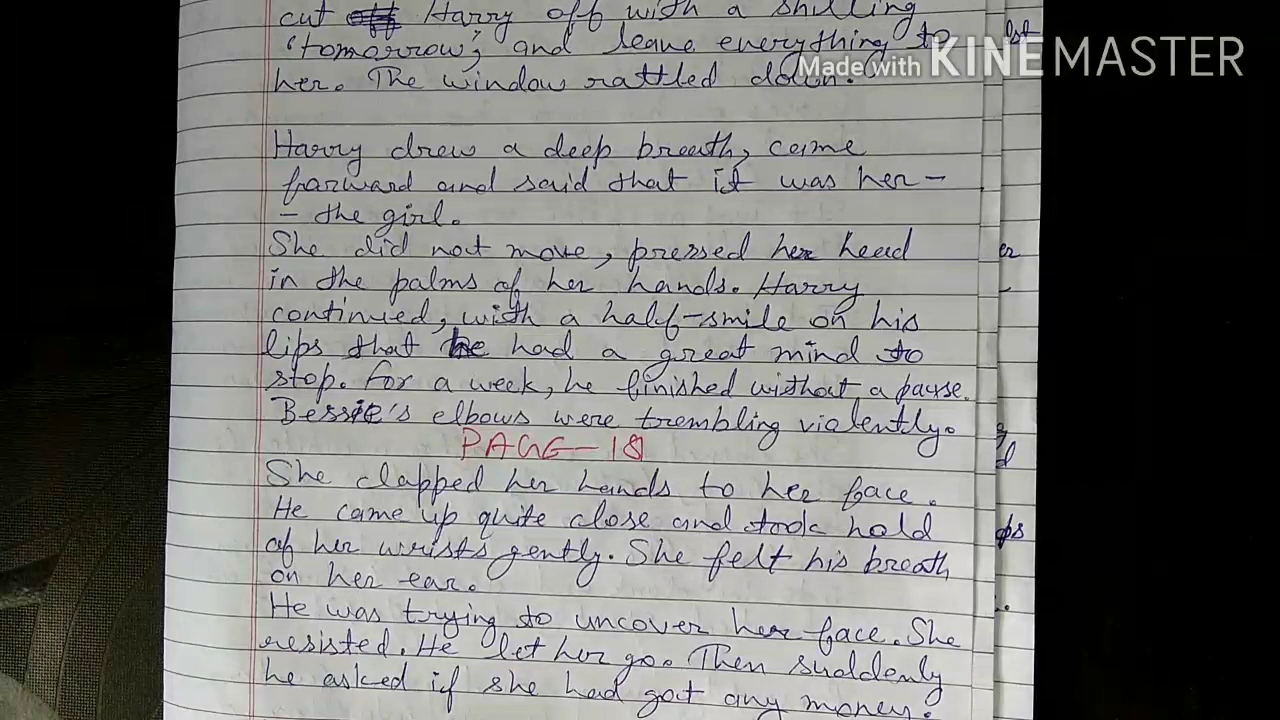 cut Harry off with a shilling
'tomorrow', and leave everything to
Made with KINEMASTER
her. The window rattled down.
Harry drew a deep breath, came
forward and said that it was her-
- the girl.
She did not move, pressed her head
in the palms of her hands. Harry
continued, with a half-smile on his
lips that he had a great mind to
stop. For a week, he finished without a pause.
Bessie's elbows were trembling violently.
PAGE-18
She clapped her hands to her face.
He came up quite close and took hold
of her wrists gently. She felt his breath
on her ear.
He was trying to uncover her face. She
resisted. He let her go. Then suddenly
he asked if she had got any money.